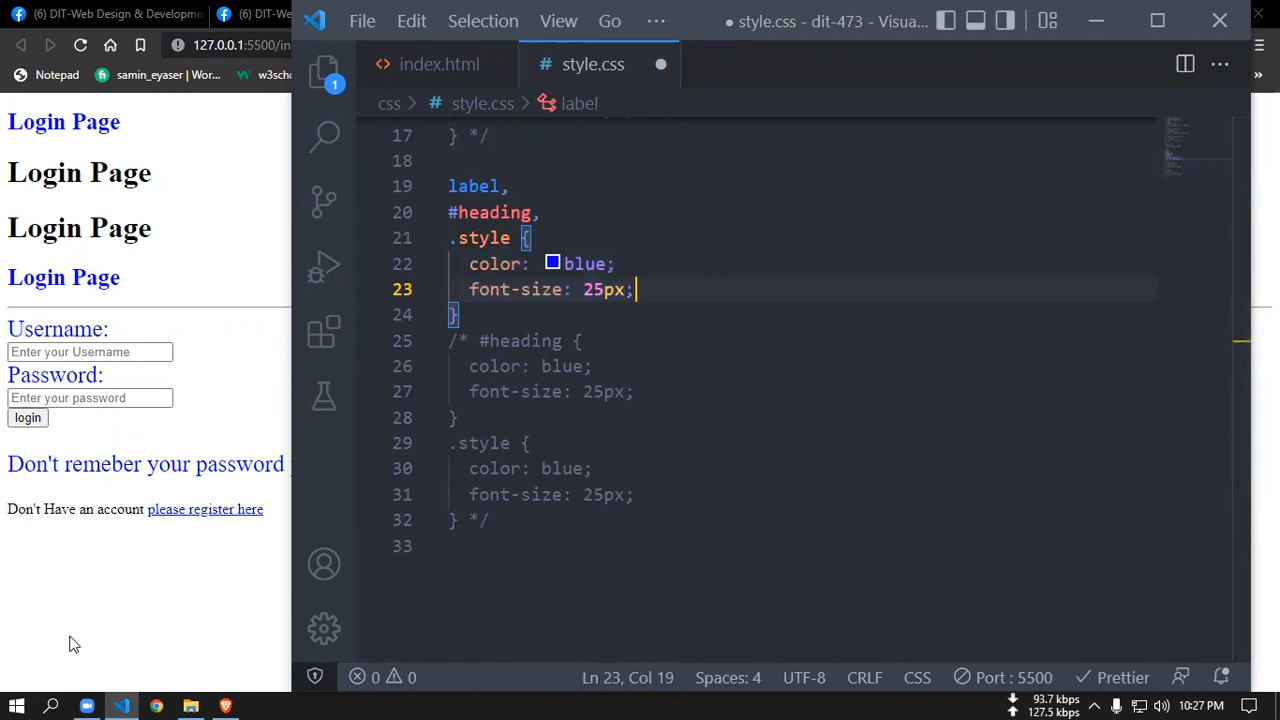 (6) DIT-Web Design & Developme
(6) DIT-We
127.0.0.1:5500/in
Notepad
samin_eyaser | Wor...
w3scho
»
Login Page
Login Page
Login Page
Login Page
Username:
Enter your Username
Password:
Enter your password
login
Don't remeber your password
Don't Have an account please register here
File Edit Selection View Go ...
● style.css - dit-473 - Visua...
index.html
# style.css
css > # style.css > label
17 } */
18
19 label,
20 #heading,
21 .style {
22 color: blue;
23 font-size: 25px;
24 }
25 /* #heading {
26 color: blue;
27 font-size: 25px;
28 }
29 .style {
30 color: blue;
31 font-size: 25px;
32 } */
33
1
0 0
Ln 23, Col 19
Spaces: 4
UTF-8
CRLF
CSS
Port : 5500
Prettier
93.7 kbps
127.5 kbps
10:27 PM